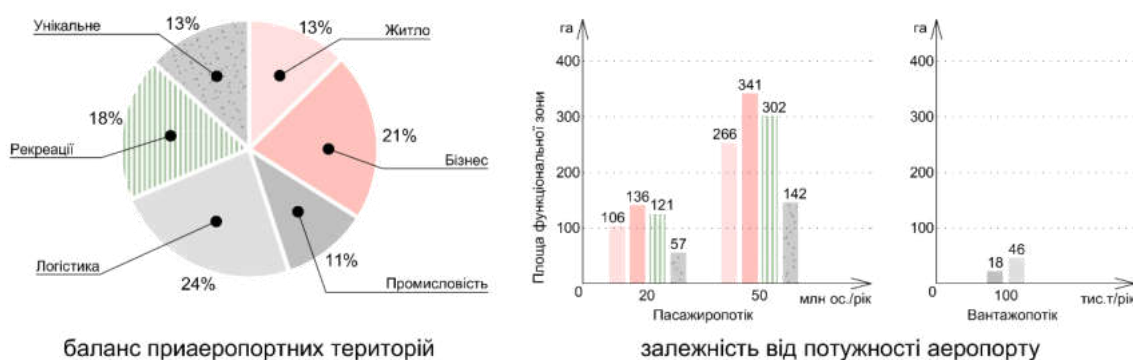 Унікальне
13%
13%
Житло
18%
21%
Рекреації
Бізнес
Логістика
24%
11%
Промисловість
баланс приаеропортних територій
га
Площа функціональної зони
400
300
200
100
0
106
136
121
57
266
341
302
142
20
50
млн ос./рік
Пасажиропотік
га
400
300
200
100
0
18
46
100
тис.т/рік
Вантажопотік
залежність від потужності аеропорту